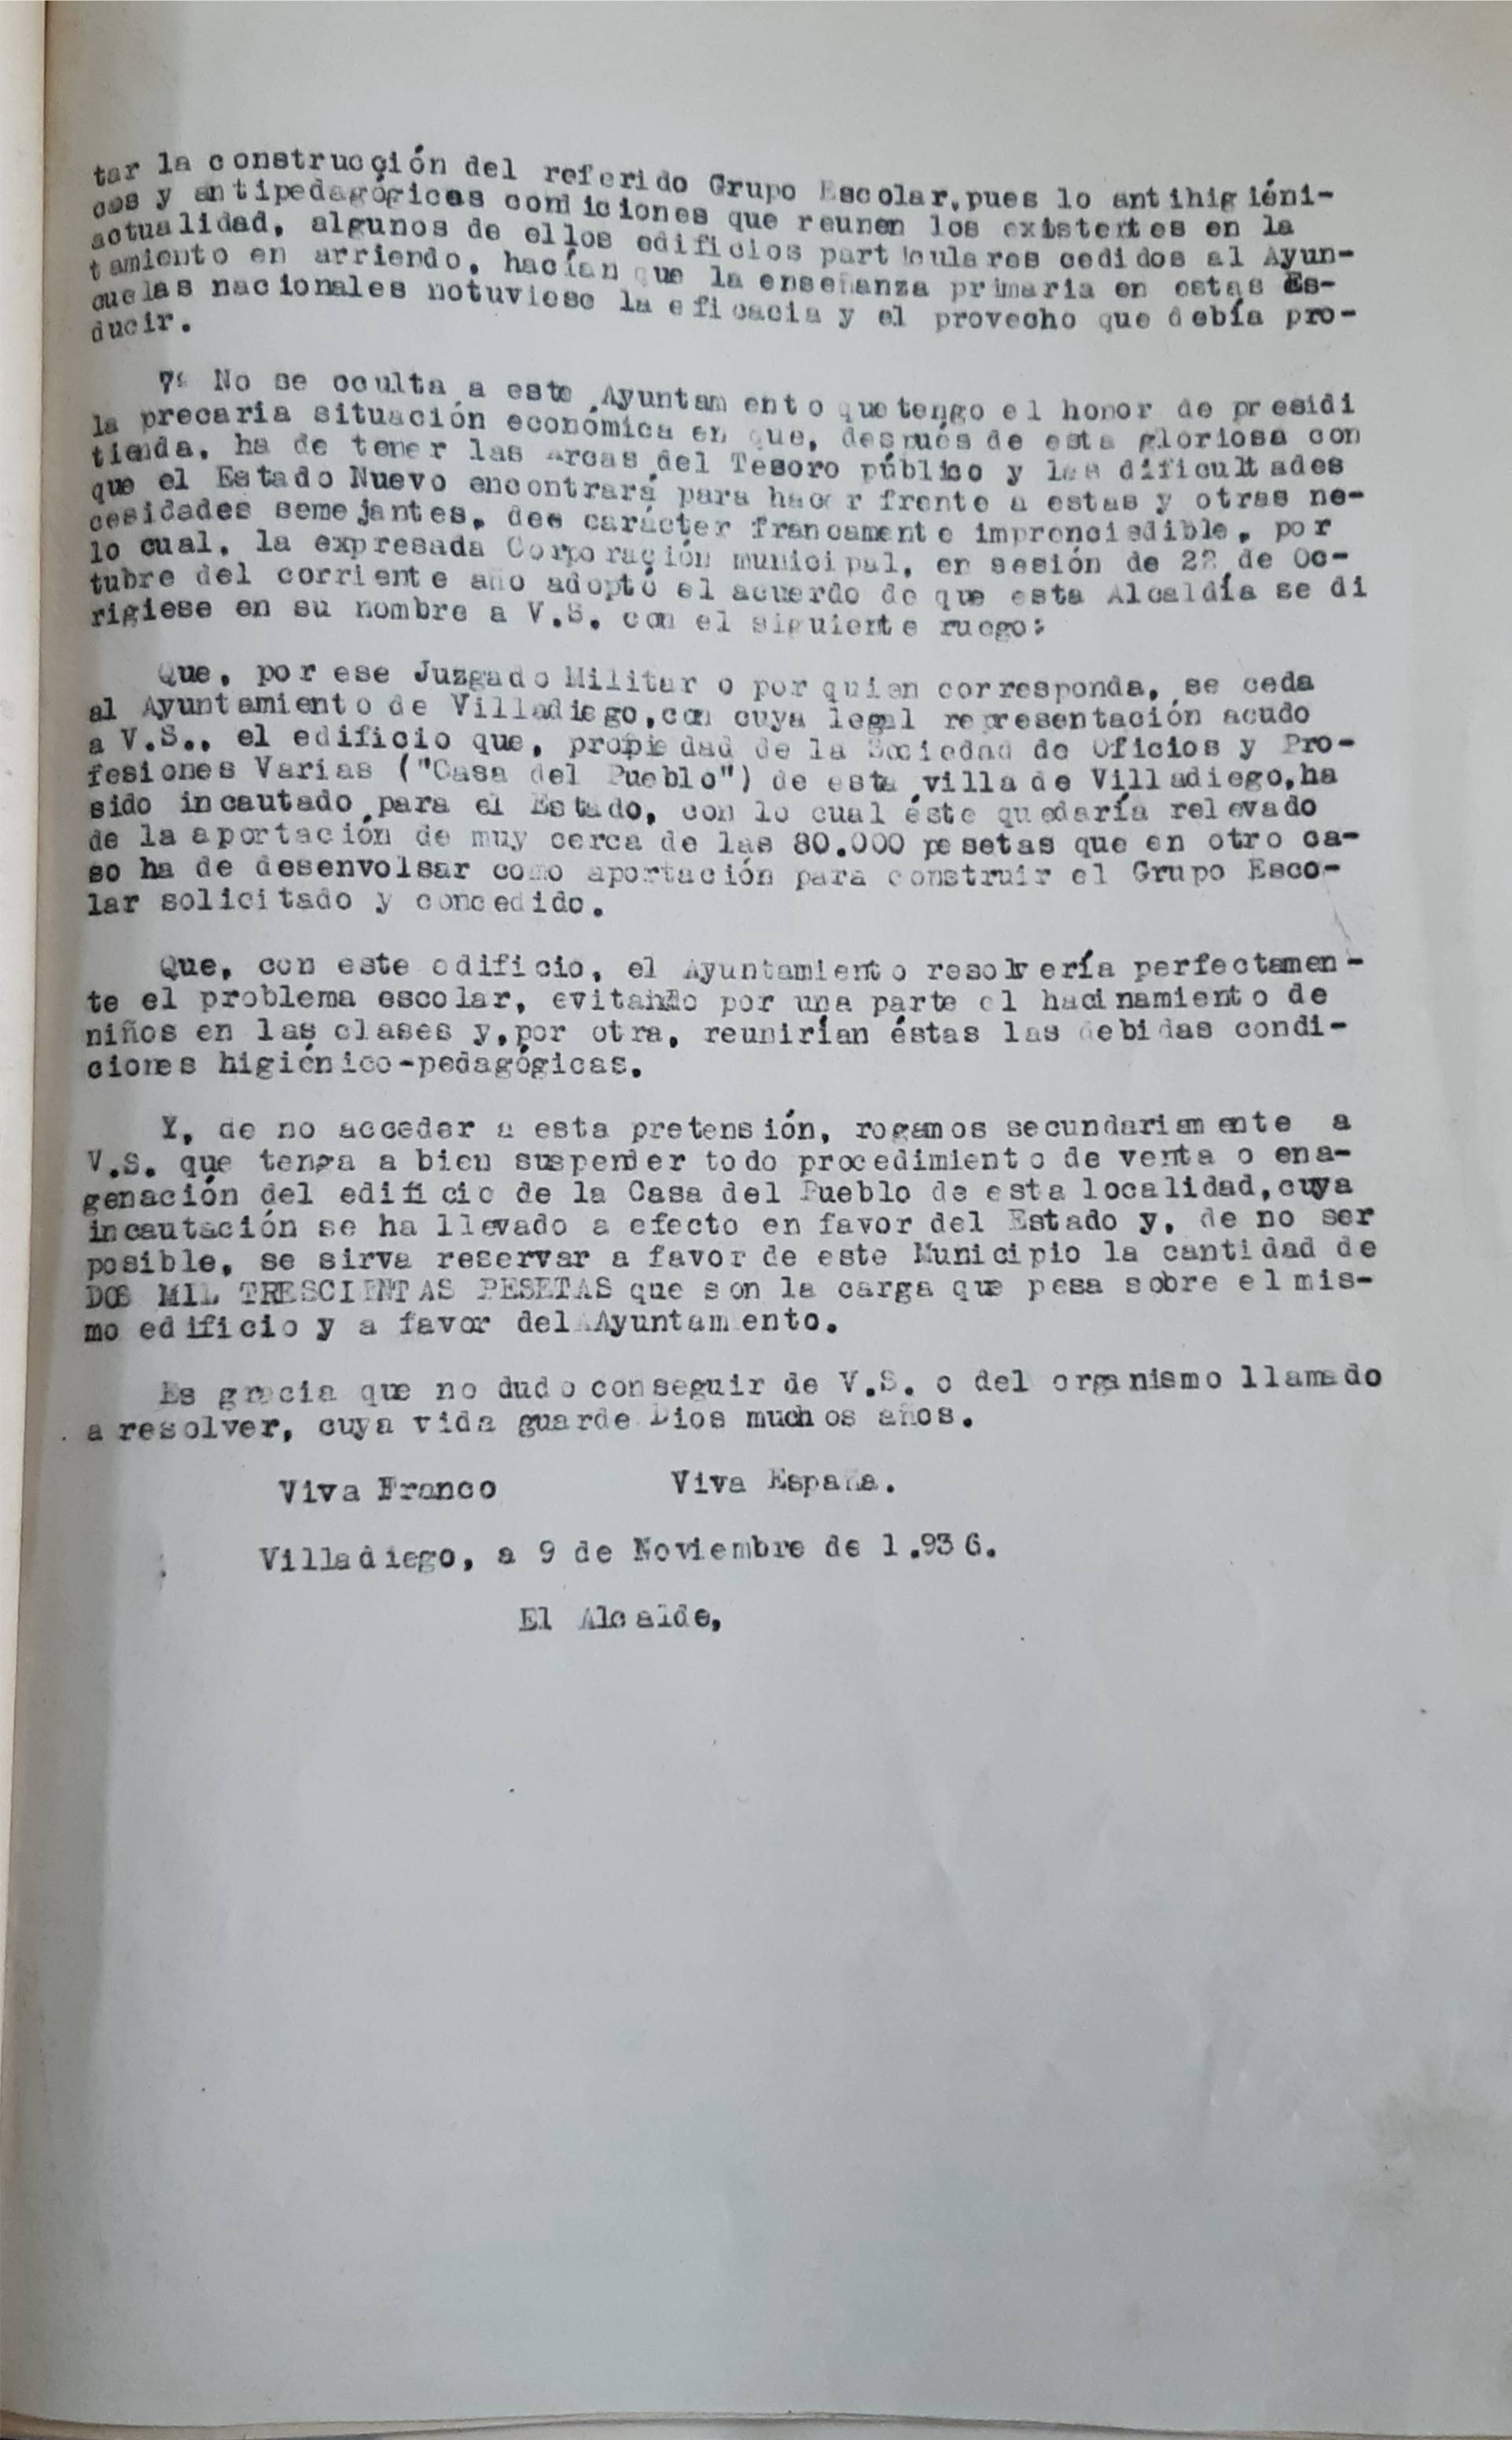 tar la construcción del referido Grupo Escolar,pues lo antihigiéni-
cos y antipedagógicas condiciones que reunen los existentes en la
actualidad, algunos de ellos edificios particulares cedidos al Ayun-
tamiento en arriendo, hacían que la enseñanza primaria en estas Es-
cuelas nacionales notuviese la eficacia y el provecho que debía pro-
ducir.
7º No se oculta a este Ayuntamiento que tengo el honor de presidi
la precaria situación económica en que, después de esta gloriosa con
tienda, ha de tener las Arcas del Tesoro público y las dificultades
que el Estado Nuevo encontrará para hacer frente a estas y otras ne-
cesidades semejantes, des carácter francamente imprencisdible, por
lo cual, la expresada Corporación municipal, en sesión de 22 de Oc-
tubre del corriente año adoptó el acuerdo de que esta Alcaldía se di
rigiese en su nombre a V.S. con el siguiente ruego:
Que, por ese Juzgado Militar o por quien corresponda, se ceda
al Ayuntamiento de Villadiego,con cuya legal representación acudo
a V.S., el edificio que, propiedad de la Sociedad de Oficios y Pro-
fesiones Varias ("Casa del Pueblo") de esta villa de Villadiego,ha
sido incautado para el Estado, con lo cual éste quedaría relevado
de la aportación de muy cerca de las 80.000 pesetas que en otro ca-
so ha de desenvolsar como aportación para construir el Grupo Esco-
lar solicitado y concedido.
Que, con este edificio, el Ayuntamiento resolvería perfectamen-
te el problema escolar, evitando por una parte el hacinamiento de
niños en las clases y,por otra, reunirían éstas las debidas condi-
ciones higiénico-pedagógicas.
Y, de no acceder a esta pretensión, rogamos secundariamente a
V.S. que tenga a bien suspender todo procedimiento de venta o ena-
genación del edificio de la Casa del Pueblo de esta localidad,cuya
incautación se ha llevado a efecto en favor del Estado y, de no ser
posible, se sirva reservar a favor de este Municipio la cantidad de
DOS MIL TRESCIENTAS PESETAS que son la carga que pesa sobre el mis-
mo edificio y a favor del Ayuntamiento.
Es gracia que no dudo conseguir de V.S. o del organismo llamado
a resolver, cuya vida guarde Dios muchos años.
Viva Franco Viva España.
Villadiego, a 9 de Noviembre de 1.936.
El Alcalde,